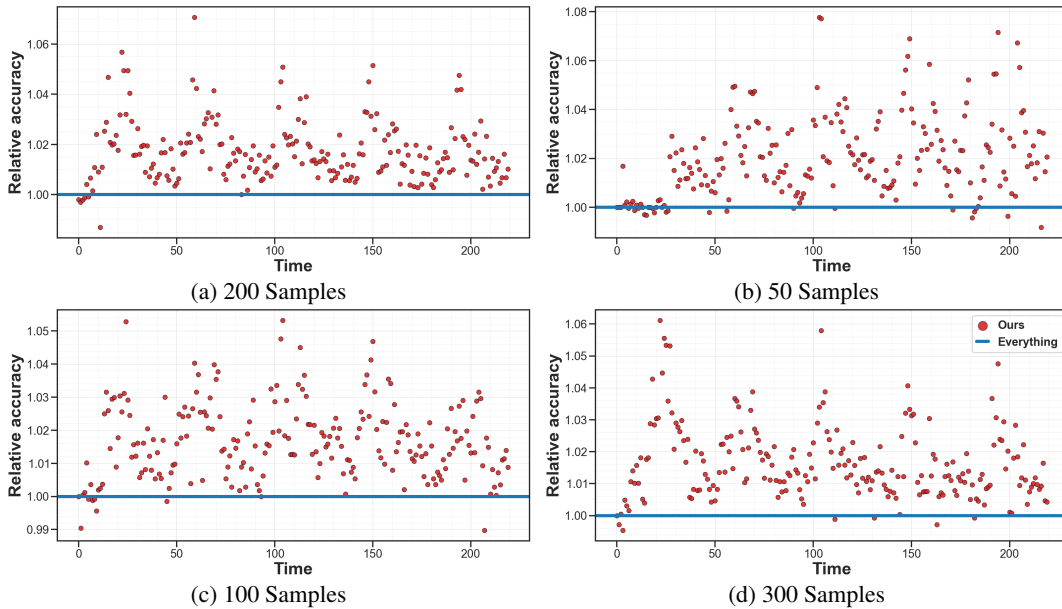 1.06
1.04
1.02
1.00
Relative accuracy
0 50 100 150 200
Time
(a) 200 Samples
1.08
1.06
1.04
1.02
1.00
Relative accuracy
0 50 100 150 200
Time
(b) 50 Samples
1.05
1.04
1.03
1.02
1.01
1.00
0.99
Relative accuracy
0 50 100 150 200
Time
(c) 100 Samples
1.06
1.05
1.04
1.03
1.02
1.01
1.00
Relative accuracy
Ours
Everything
0 50 100 150 200
Time
(d) 300 Samples